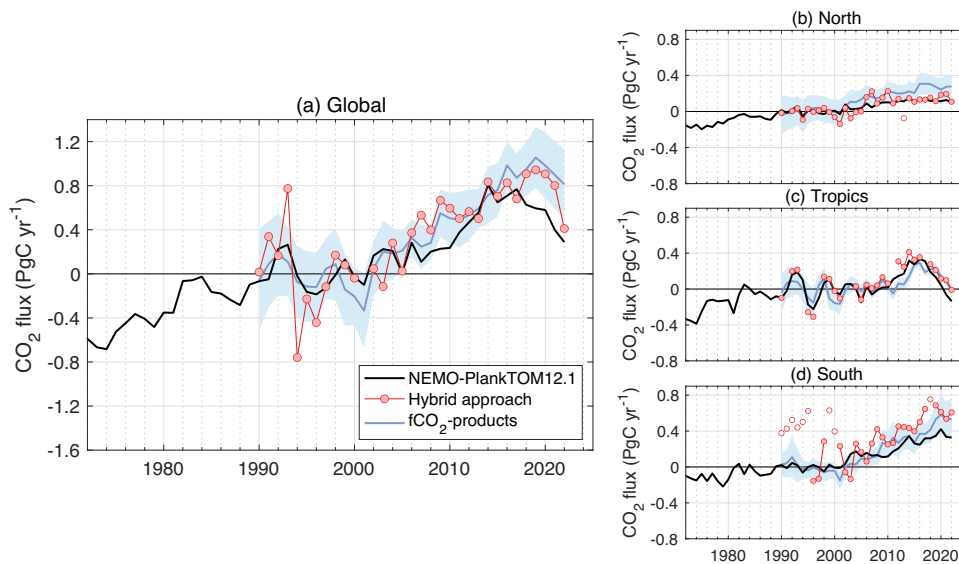 (a) Global
CO2 flux (PgC yr-1)
1.2
0.8
0.4
0
-0.4
-0.8
-1.2
-1.6
1980 1990 2000 2010 2020
NEMO-PlankTOM12.1
Hybrid approach
fCO2-products
(b) North
CO2 flux (PgC yr-1)
0.8
0.4
0
-0.4
-0.8
(c) Tropics
CO2 flux (PgC yr-1)
0.8
0.4
0
-0.4
-0.8
(d) South
CO2 flux (PgC yr-1)
0.8
0.4
0
-0.4
0.8
1980 1990 2000 2010 2020